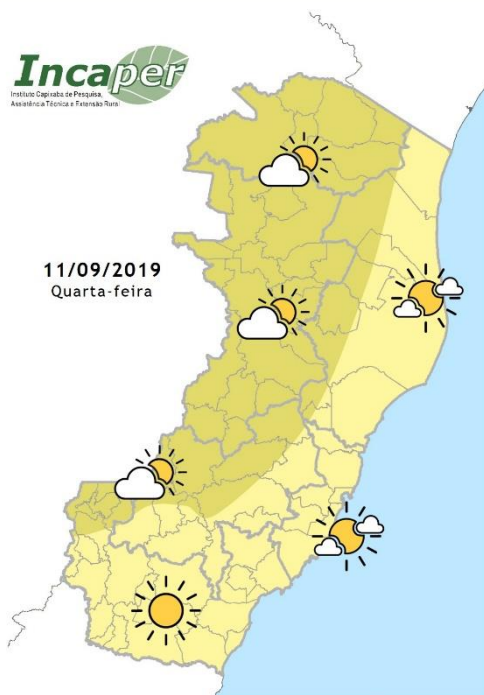 Incaper
Instituto Capixaba de Pesquisa,
Assistência Técnica e Extensão Rural
11/09/2019
Quarta-feira